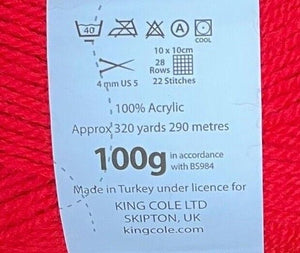 40
A
COOL
10 x 10cm
28
Rows
4 mm US 5
22 Stitches
100% Acrylic
Approx 320 yards 290 metres
100g in accordance
with BS984
Made in Turkey under licence for
KING COLE LTD
SKIPTON, UK
kingcole.com